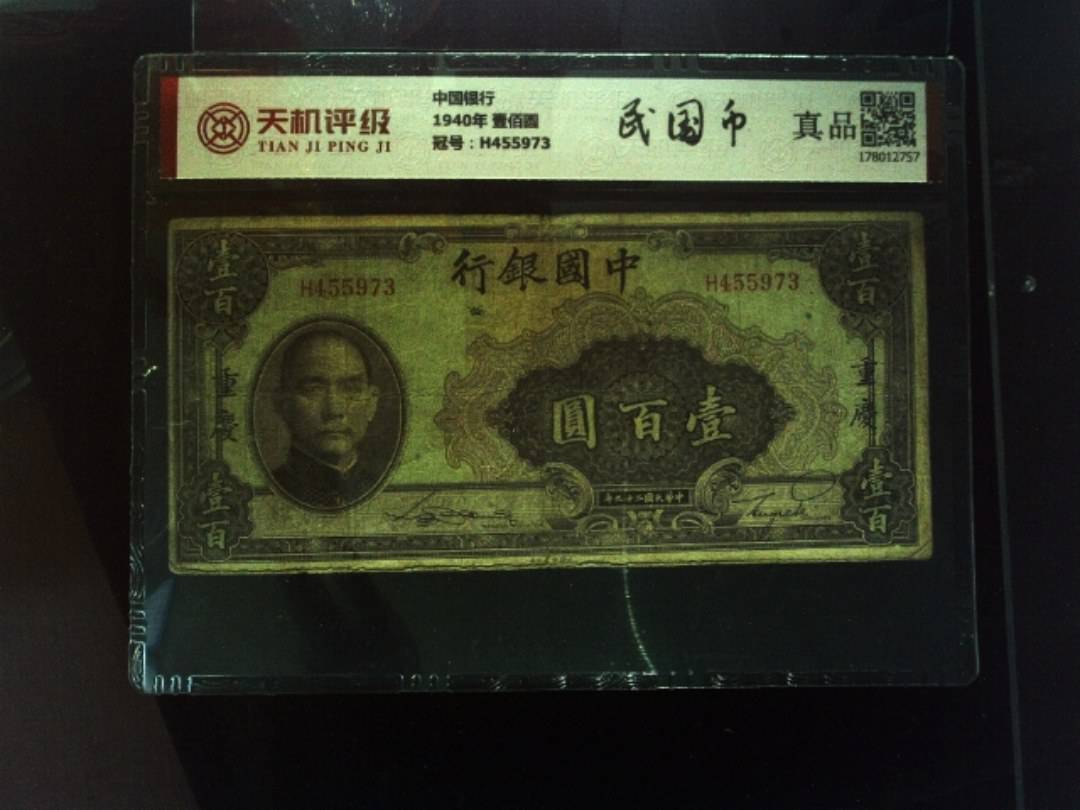 天机评级
TIAN JI PING JI
中国银行
1940年 壹佰圆
冠号：H455973
民国币
真品
178012757
行銀國中
壹百
H455973
H455973
壹百
重慶
重慶
圓百壹
壹百
年九十二國民華中
壹百